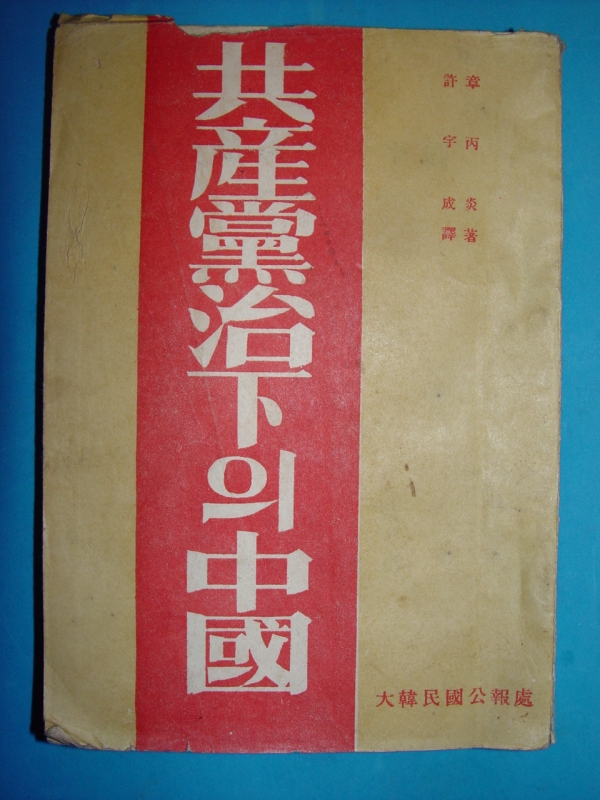 章丙炎著
許宇成譯
共産黨治下의中國
大韓民國公報處